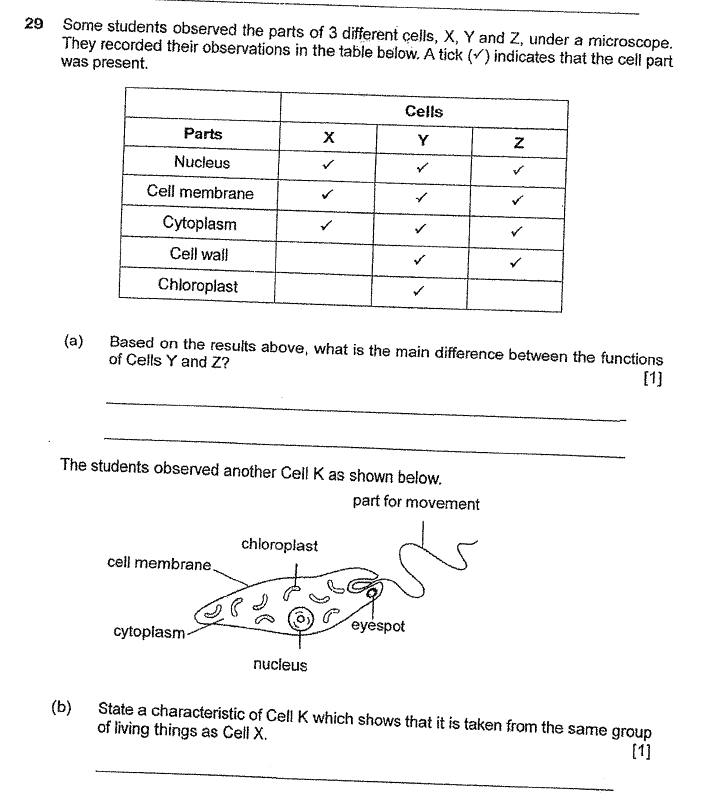 29 Some students observed the parts of 3 different cells, X, Y and Z, under a microscope.
They recorded their observations in the table below. A tick (✓) indicates that the cell part
was present.
Cells
Parts X Y Z
Nucleus ✓ ✓ ✓
Cell membrane ✓ ✓ ✓
Cytoplasm ✓ ✓ ✓
Cell wall ✓ ✓
Chloroplast ✓
(a) Based on the results above, what is the main difference between the functions
of Cells Y and Z?
[1]
The students observed another Cell K as shown below.
part for movement
chloroplast
cell membrane
cytoplasm
eyespot
nucleus
(b) State a characteristic of Cell K which shows that it is taken from the same group
of living things as Cell X.
[1]